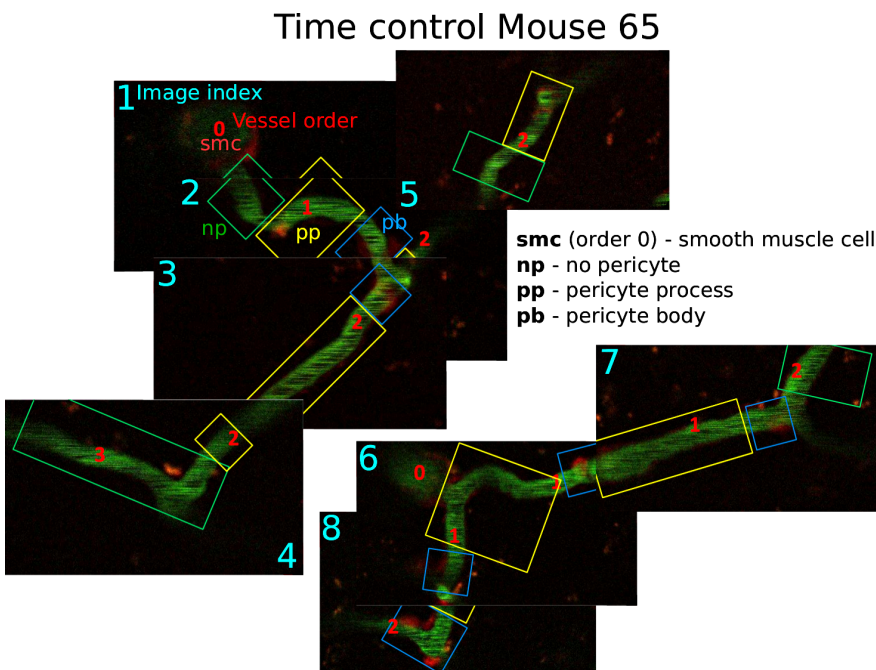 Time control Mouse 65
1 Image index
0 Vessel order
smc
2
2
1
5
np
pp
pb
2
smc (order 0) - smooth muscle cell
np - no pericyte
pp - pericyte process
pb - pericyte body
3
2
7
2
1
3
2
6
0
1
4
8
2